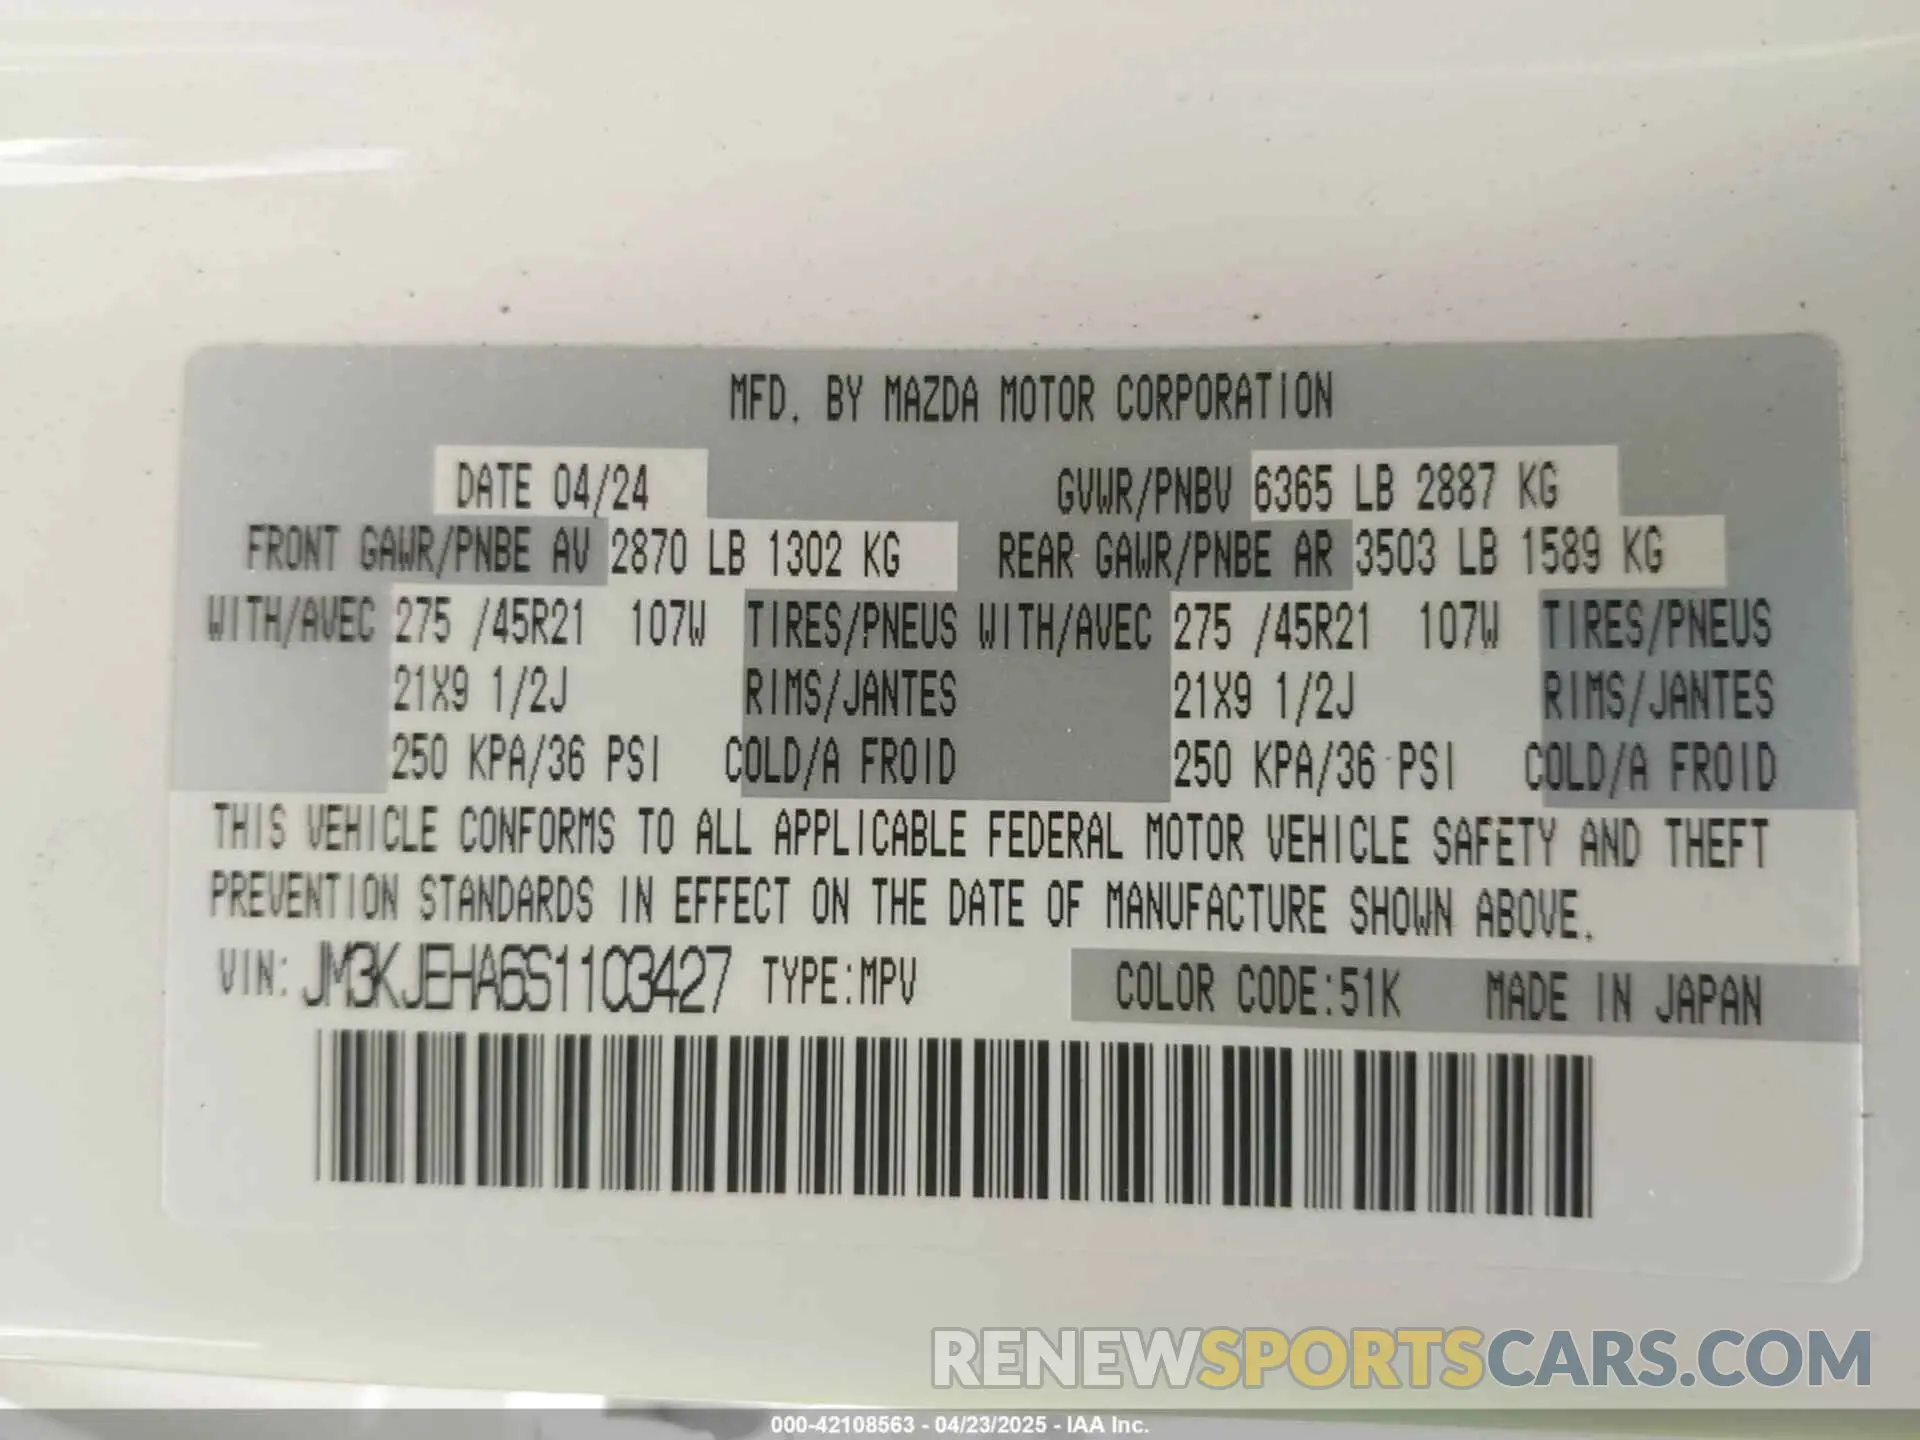 MFD. BY MAZDA MOTOR CORPORATION
DATE 04/24 GVWR/PNBV 6365 LB 2887 KG
FRONT GAWR/PNBE AV 2870 LB 1302 KG REAR GAWR/PNBE AR 3503 LB 1589 KG
WITH/AVEC 275 /45R21 107W TIRES/PNEUS WITH/AVEC 275 /45R21 107W TIRES/PNEUS
21X9 1/2J RIMS/JANTES 21X9 1/2J RIMS/JANTES
250 KPA/36 PSI COLD/A FROID 250 KPA/36 PSI COLD/A FROID
THIS VEHICLE CONFORMS TO ALL APPLICABLE FEDERAL MOTOR VEHICLE SAFETY AND THEFT
PREVENTION STANDARDS IN EFFECT ON THE DATE OF MANUFACTURE SHOWN ABOVE.
VIN: JM3KJEHA6S1103427 TYPE:MPV COLOR CODE:51K MADE IN JAPAN
RENEWSPORTSCARS.COM
000-42108563 - 04/23/2025 - IAA Inc.